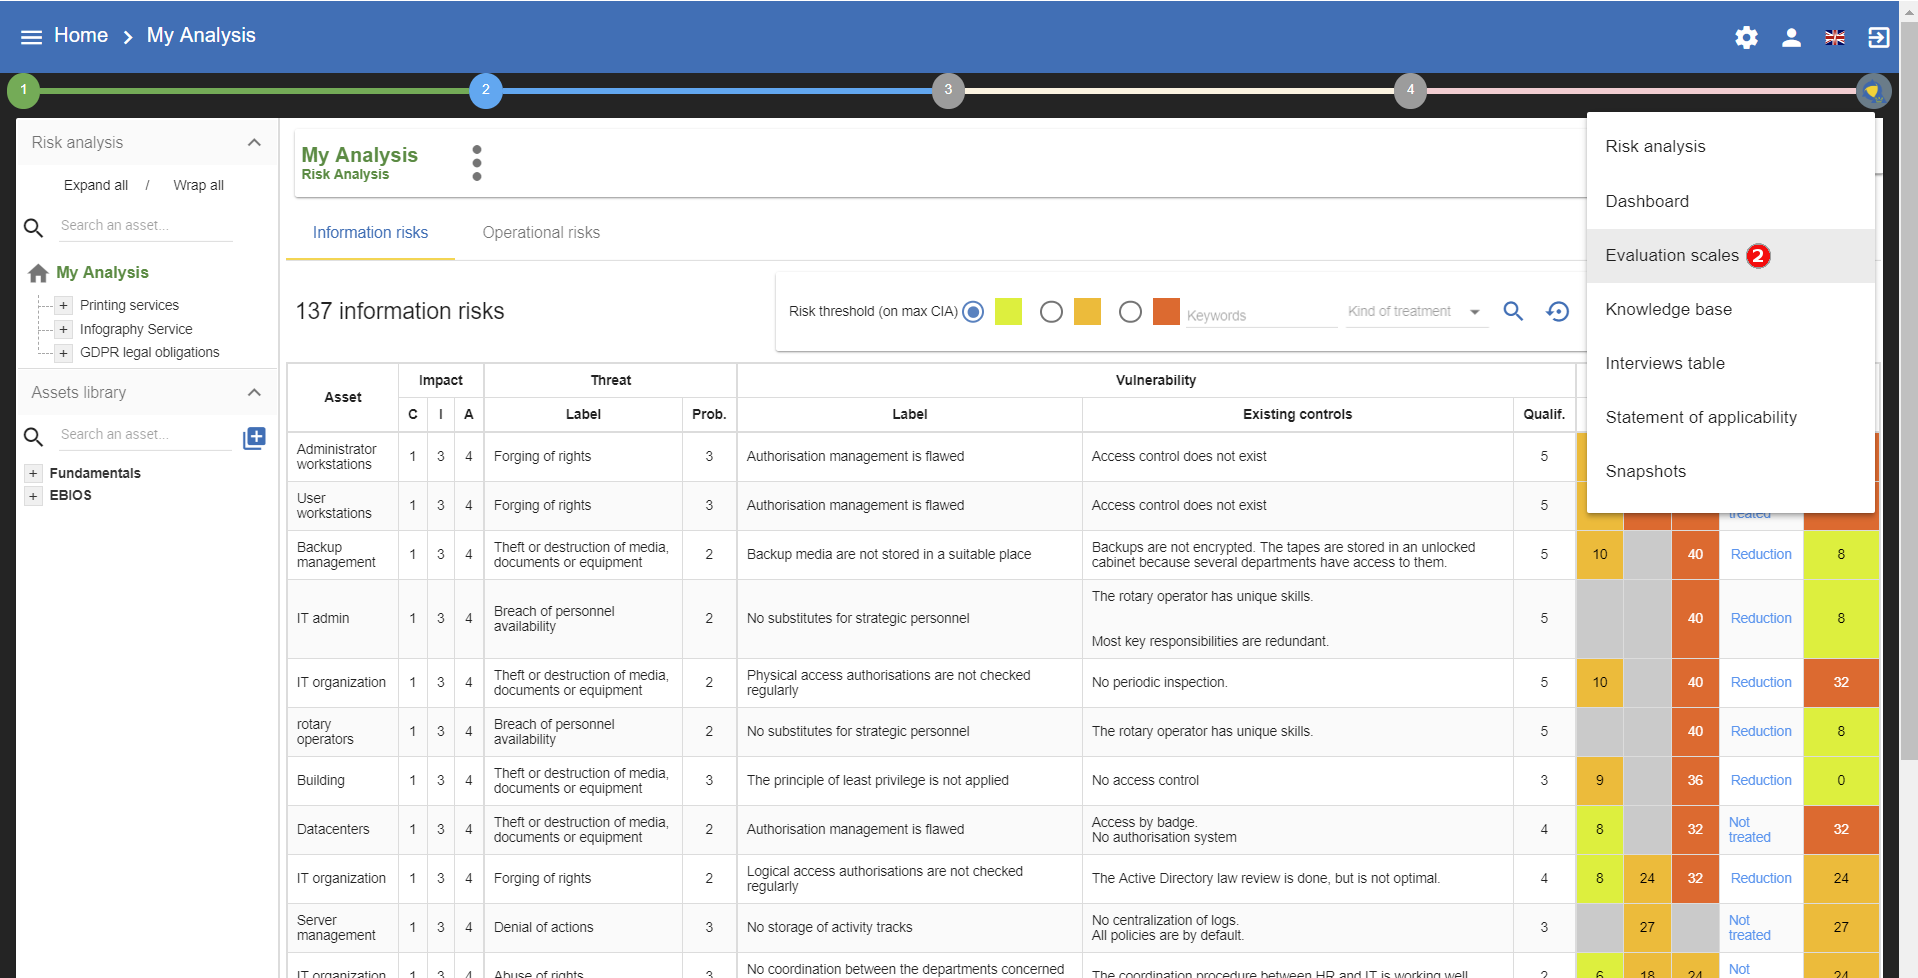 Home > My Analysis
1
2
3
4
Risk analysis
Expand all / Wrap all
Search an asset...
My Analysis
+ Printing services
+ Infography Service
+ GDPR legal obligations
Assets library
Search an asset...
+ Fundamentals
+ EBIOS
My Analysis
Risk Analysis
Information risks
Operational risks
137 information risks
Risk threshold (on max CIA)
Keywords
Kind of treatment
Risk analysis
Dashboard
Evaluation scales 2
Knowledge base
Interviews table
Statement of applicability
Snapshots
Asset Impact Threat Vulnerability
C I A Label Prob. Label Existing controls Qualif.
Administrator workstations 1 3 4 Forging of rights 3 Authorisation management is flawed Access control does not exist 5
User workstations 1 3 4 Forging of rights 3 Authorisation management is flawed Access control does not exist 5 treated
Backup management 1 3 4 Theft or destruction of media, documents or equipment 2 Backup media are not stored in a suitable place Backups are not encrypted. The tapes are stored in an unlocked cabinet because several departments have access to them. 5 10 40 Reduction 8
IT admin 1 3 4 Breach of personnel availability 2 No substitutes for strategic personnel The rotary operator has unique skills. Most key responsibilities are redundant. 5 40 Reduction 8
IT organization 1 3 4 Theft or destruction of media, documents or equipment 2 Physical access authorisations are not checked regularly No periodic inspection. 5 10 40 Reduction 32
rotary operators 1 3 4 Breach of personnel availability 2 No substitutes for strategic personnel The rotary operator has unique skills. 5 40 Reduction 8
Building 1 3 4 Theft or destruction of media, documents or equipment 3 The principle of least privilege is not applied No access control 3 9 36 Reduction 0
Datacenters 1 3 4 Theft or destruction of media, documents or equipment 2 Authorisation management is flawed Access by badge. No authorisation system 4 8 32 Not treated 32
IT organization 1 3 4 Forging of rights 2 Logical access authorisations are not checked regularly The Active Directory law review is done, but is not optimal. 4 8 24 32 Reduction 24
Server management 1 3 4 Denial of actions 3 No storage of activity tracks No centralization of logs. All policies are by default. 3 27 Not treated 27
IT organization 1 3 4 Abuse of rights 3 No coordination between the departments concerned The coordination procedure between HR and IT is working well 2 6 18 24 Not 24